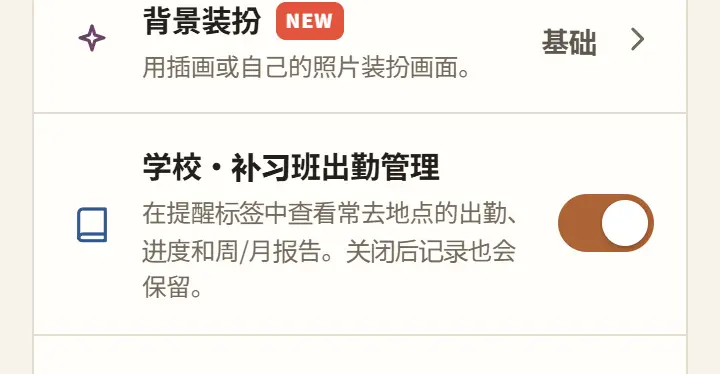 背景装扮 NEW
用插画或自己的照片装扮画面。
基础
学校·补习班出勤管理
在提醒标签中查看常去地点的出勤、
进度和周/月报告。关闭后记录也会
保留。